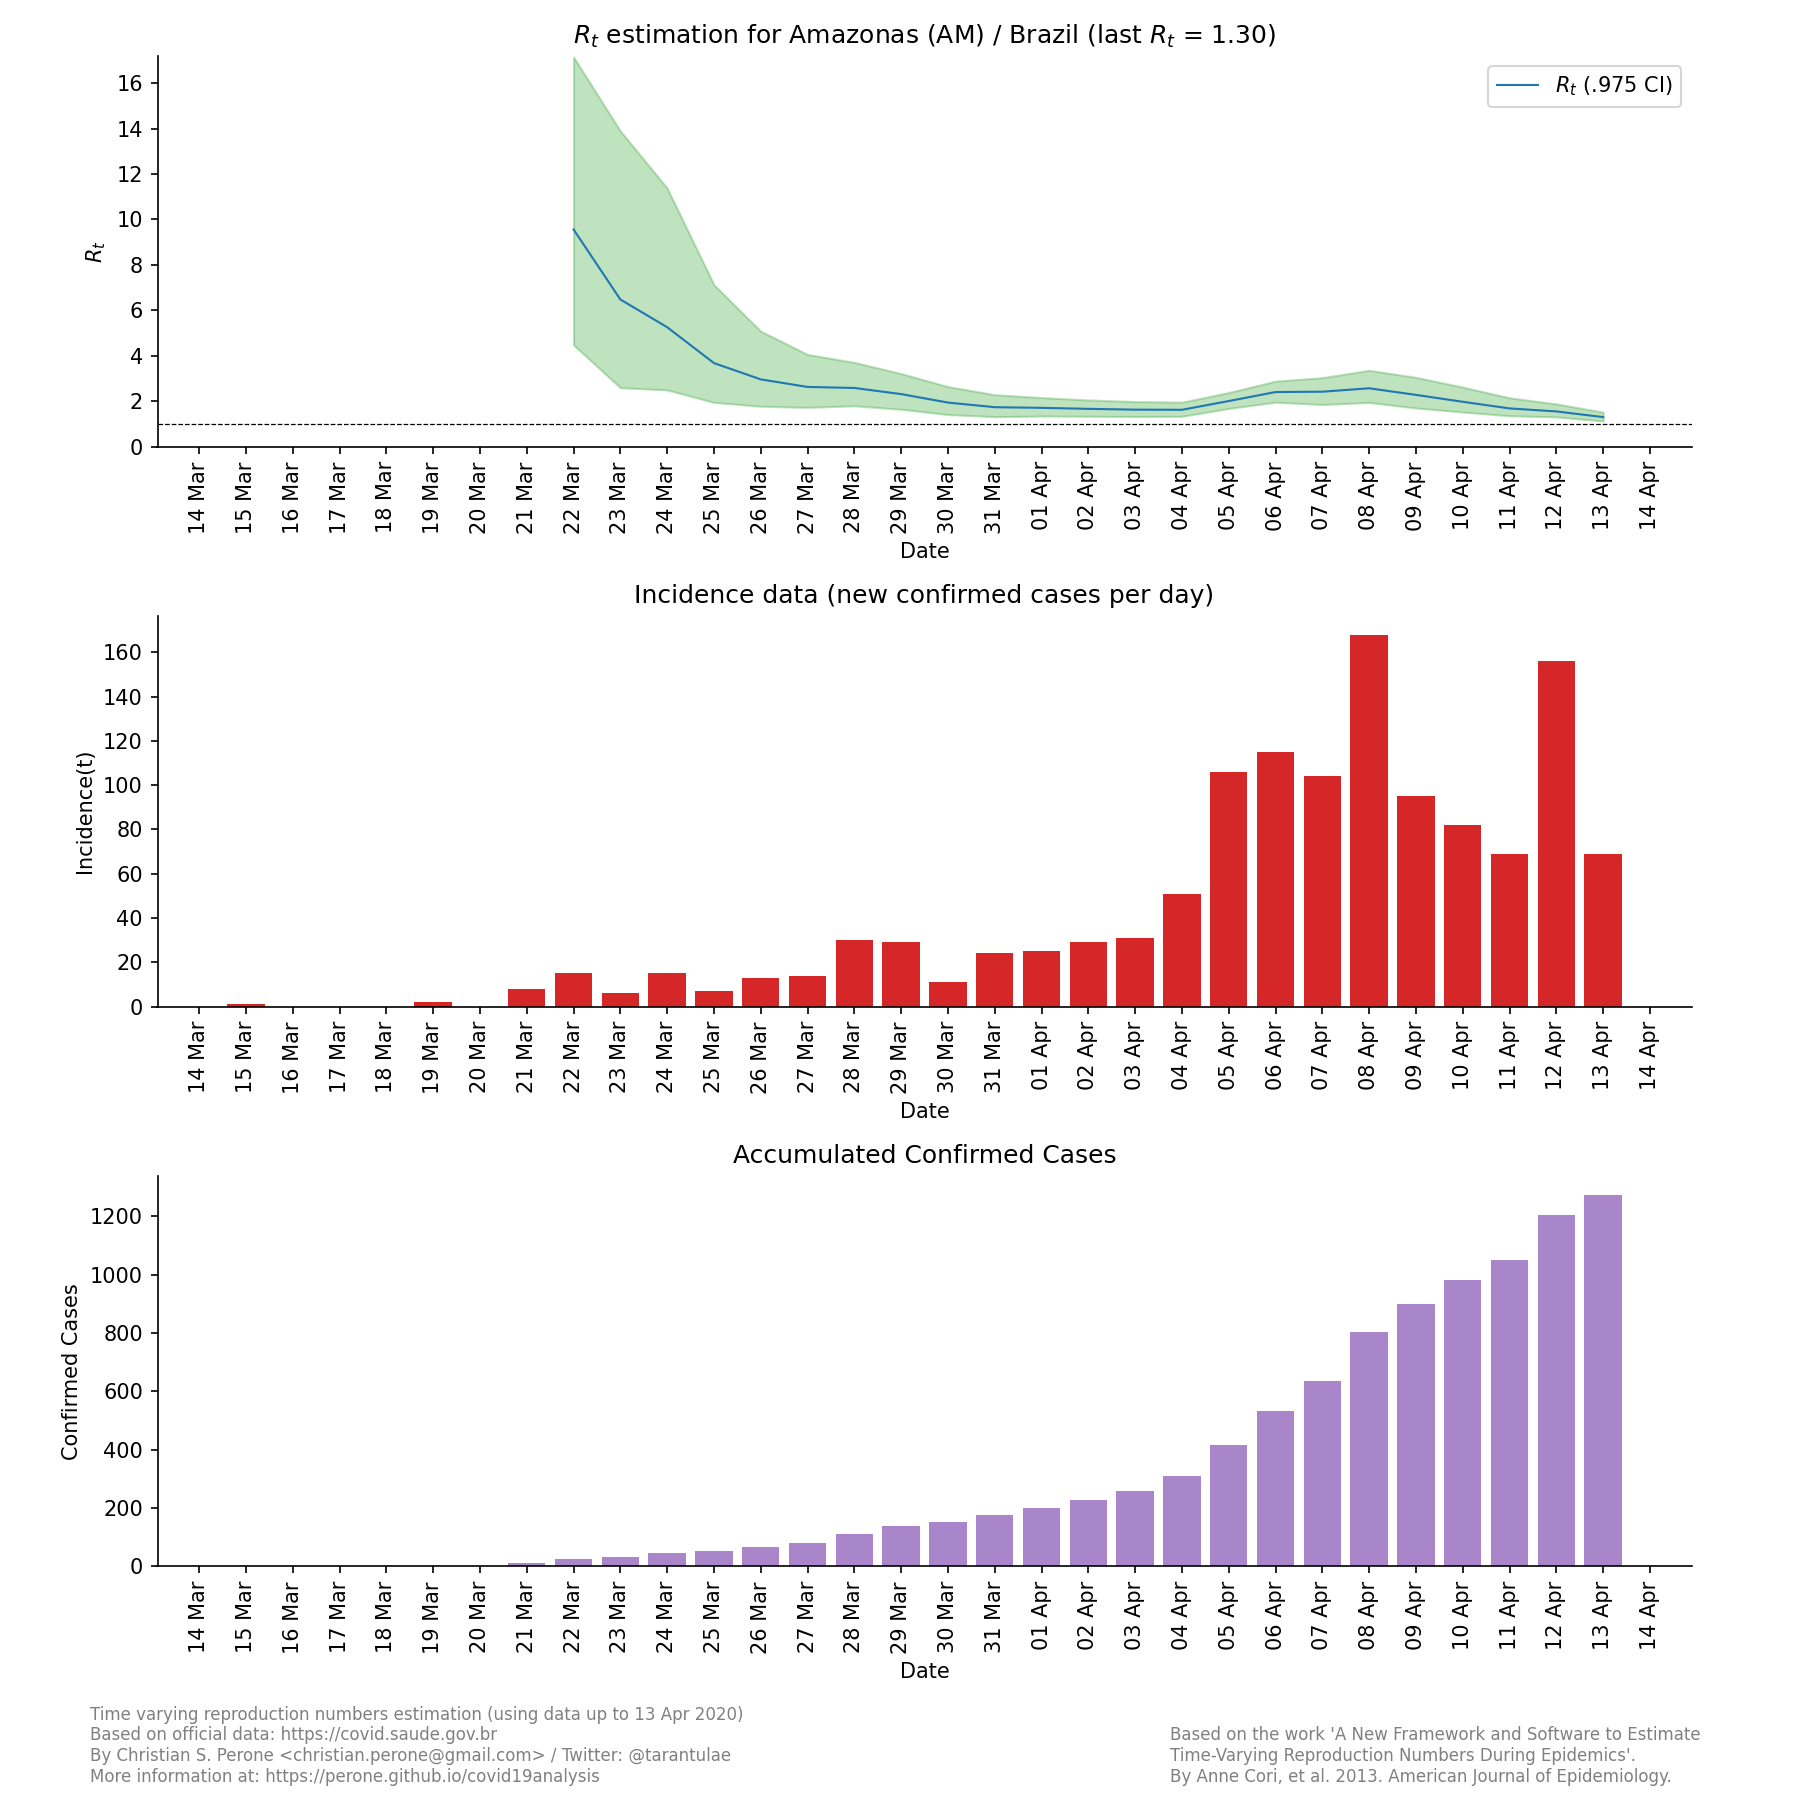 R_t estimation for Amazonas (AM) / Brazil (last R_t = 1.30)
R_t (.975 CI)
R_t
16
14
12
10
8
6
4
2
0
14 Mar
15 Mar
16 Mar
17 Mar
18 Mar
19 Mar
20 Mar
21 Mar
22 Mar
23 Mar
24 Mar
25 Mar
26 Mar
27 Mar
28 Mar
29 Mar
30 Mar
31 Mar
01 Apr
02 Apr
03 Apr
04 Apr
05 Apr
06 Apr
07 Apr
08 Apr
09 Apr
10 Apr
11 Apr
12 Apr
13 Apr
14 Apr
Date
Incidence data (new confirmed cases per day)
Incidence(t)
160
140
120
100
80
60
40
20
0
14 Mar
15 Mar
16 Mar
17 Mar
18 Mar
19 Mar
20 Mar
21 Mar
22 Mar
23 Mar
24 Mar
25 Mar
26 Mar
27 Mar
28 Mar
29 Mar
30 Mar
31 Mar
01 Apr
02 Apr
03 Apr
04 Apr
05 Apr
06 Apr
07 Apr
08 Apr
09 Apr
10 Apr
11 Apr
12 Apr
13 Apr
14 Apr
Date
Accumulated Confirmed Cases
Confirmed Cases
1200
1000
800
600
400
200
0
14 Mar
15 Mar
16 Mar
17 Mar
18 Mar
19 Mar
20 Mar
21 Mar
22 Mar
23 Mar
24 Mar
25 Mar
26 Mar
27 Mar
28 Mar
29 Mar
30 Mar
31 Mar
01 Apr
02 Apr
03 Apr
04 Apr
05 Apr
06 Apr
07 Apr
08 Apr
09 Apr
10 Apr
11 Apr
12 Apr
13 Apr
14 Apr
Date
Time varying reproduction numbers estimation (using data up to 13 Apr 2020)
Based on official data: https://covid.saude.gov.br
By Christian S. Perone <christian.perone@gmail.com> / Twitter: @tarantulae
More information at: https://perone.github.io/covid19analysis
Based on the work 'A New Framework and Software to Estimate
Time-Varying Reproduction Numbers During Epidemics'.
By Anne Cori, et al. 2013. American Journal of Epidemiology.